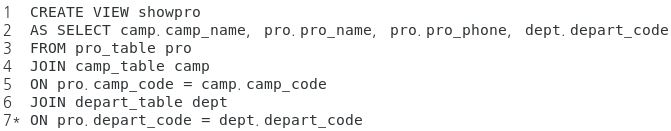 1 CREATE VIEW showpro
2 AS SELECT camp.camp_name, pro.pro_name, pro.pro_phone, dept.depart_code
3 FROM pro_table pro
4 JOIN camp_table camp
5 ON pro.camp_code = camp.camp_code
6 JOIN depart_table dept
7* ON pro.depart_code = dept.depart_code